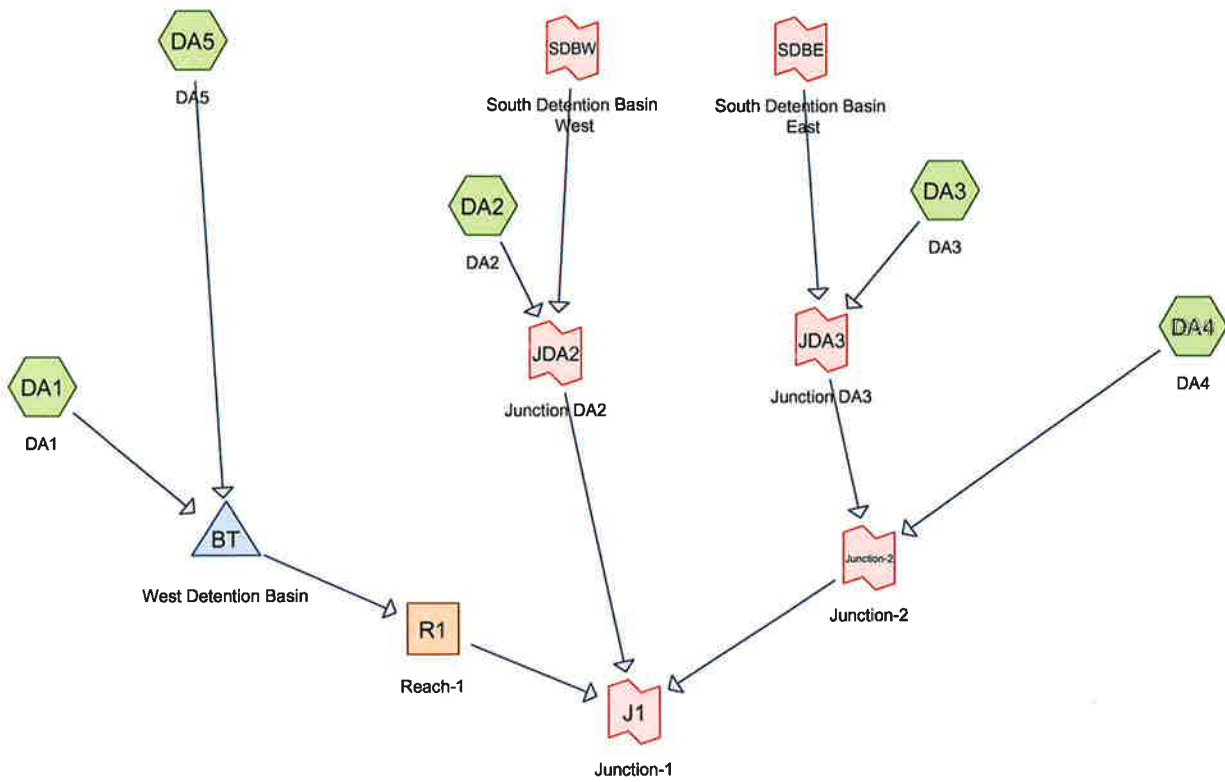 DA5
DA5
SDBW
South Detention Basin
West
SDBE
South Detention Basin
East
DA2
DA2
DA3
DA3
DA4
DA4
JDA2
Junction DA2
JDA3
Junction DA3
DA1
DA1
BT
West Detention Basin
Junction-2
Junction-2
R1
Reach-1
J1
Junction-1